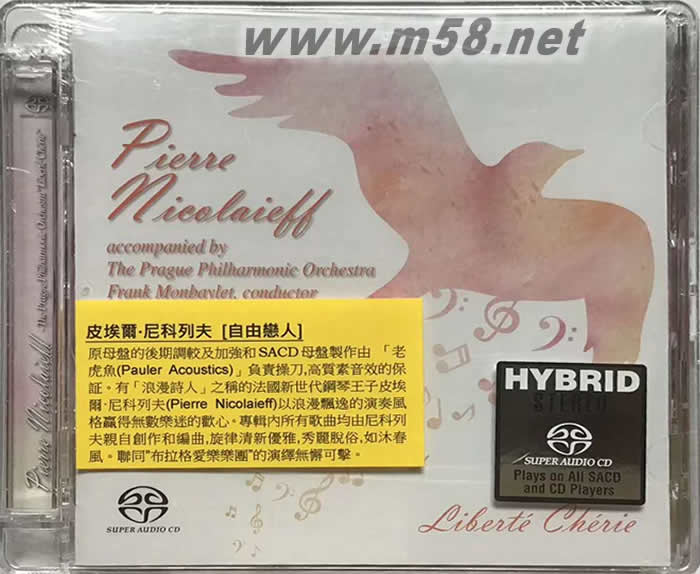 www.m58.net
Pierre
Nicolaieff
accompanied by
The Prague Philharmonic Orchestra
Frank Monbaylet, conductor
皮埃爾·尼科列夫 [自由戀人]
原母盤的後期調較及加強和SACD母盤製作由 「老
虎魚(Pauler Acoustics)」負責操刀,高質素音效的保
証。有「浪漫詩人」之稱的法國新世代鋼琴王子皮埃
爾·尼科列夫(Pierre Nicolaieff)以浪漫飄逸的演奏風
格贏得無數樂迷的歡心。專輯內所有歌曲均由尼科列
夫親自創作和編曲,旋律清新優雅,秀麗脫俗,如沐春
風。聯同"布拉格愛樂樂團"的演繹無懈可擊。
HYBRID
STEREO
SUPER AUDIO CD
Plays on All SACD
and CD Players
SUPER AUDIO CD
Liberté Chérie
Pierre Nicolaieff